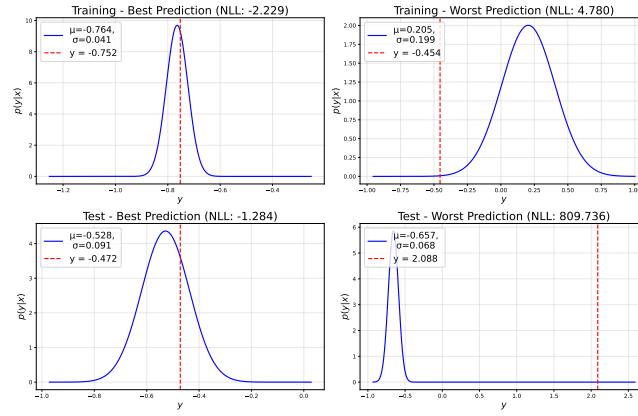 Training - Best Prediction (NLL: -2.229)
μ=-0.764,
σ=0.041
y = -0.752
p(y|x)
10
8
6
4
2
0
−1.2
−1.0
−0.8
−0.6
−0.4
y
Training - Worst Prediction (NLL: 4.780)
μ=0.205,
σ=0.199
y = -0.454
p(y|x)
2.00
1.75
1.50
1.25
1.00
0.75
0.50
0.25
0.00
−1.00
−0.75
−0.50
−0.25
0.00
0.25
0.50
0.75
1.00
y
Test - Best Prediction (NLL: -1.284)
μ=-0.528,
σ=0.091
y = -0.472
p(y|x)
4
3
2
1
0
−1.0
−0.8
−0.6
−0.4
−0.2
0.0
y
Test - Worst Prediction (NLL: 809.736)
μ=-0.657,
σ=0.068
y = 2.088
p(y|x)
6
5
4
3
2
1
0
−1.0
−0.5
0.0
0.5
1.0
1.5
2.0
2.5
y